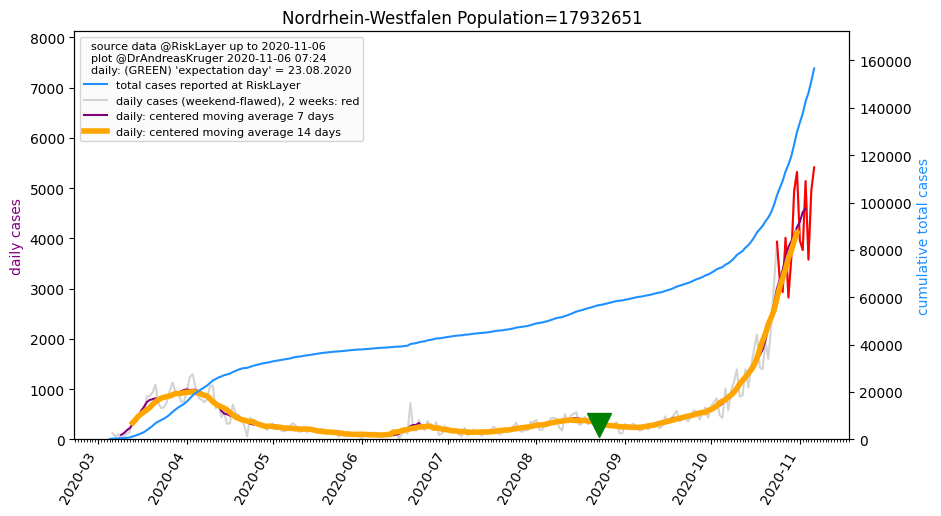 Nordrhein-Westfalen Population=17932651
source data @RiskLayer up to 2020-11-06
plot @DrAndreasKruger 2020-11-06 07:24
daily: (GREEN) 'expectation day' = 23.08.2020
total cases reported at RiskLayer
daily cases (weekend-flawed), 2 weeks: red
daily: centered moving average 7 days
daily: centered moving average 14 days
daily cases
8000
7000
6000
5000
4000
3000
2000
1000
0
160000
140000
120000
100000
80000
60000
40000
20000
0
cumulative total cases
2020-03
2020-04
2020-05
2020-06
2020-07
2020-08
2020-09
2020-10
2020-11